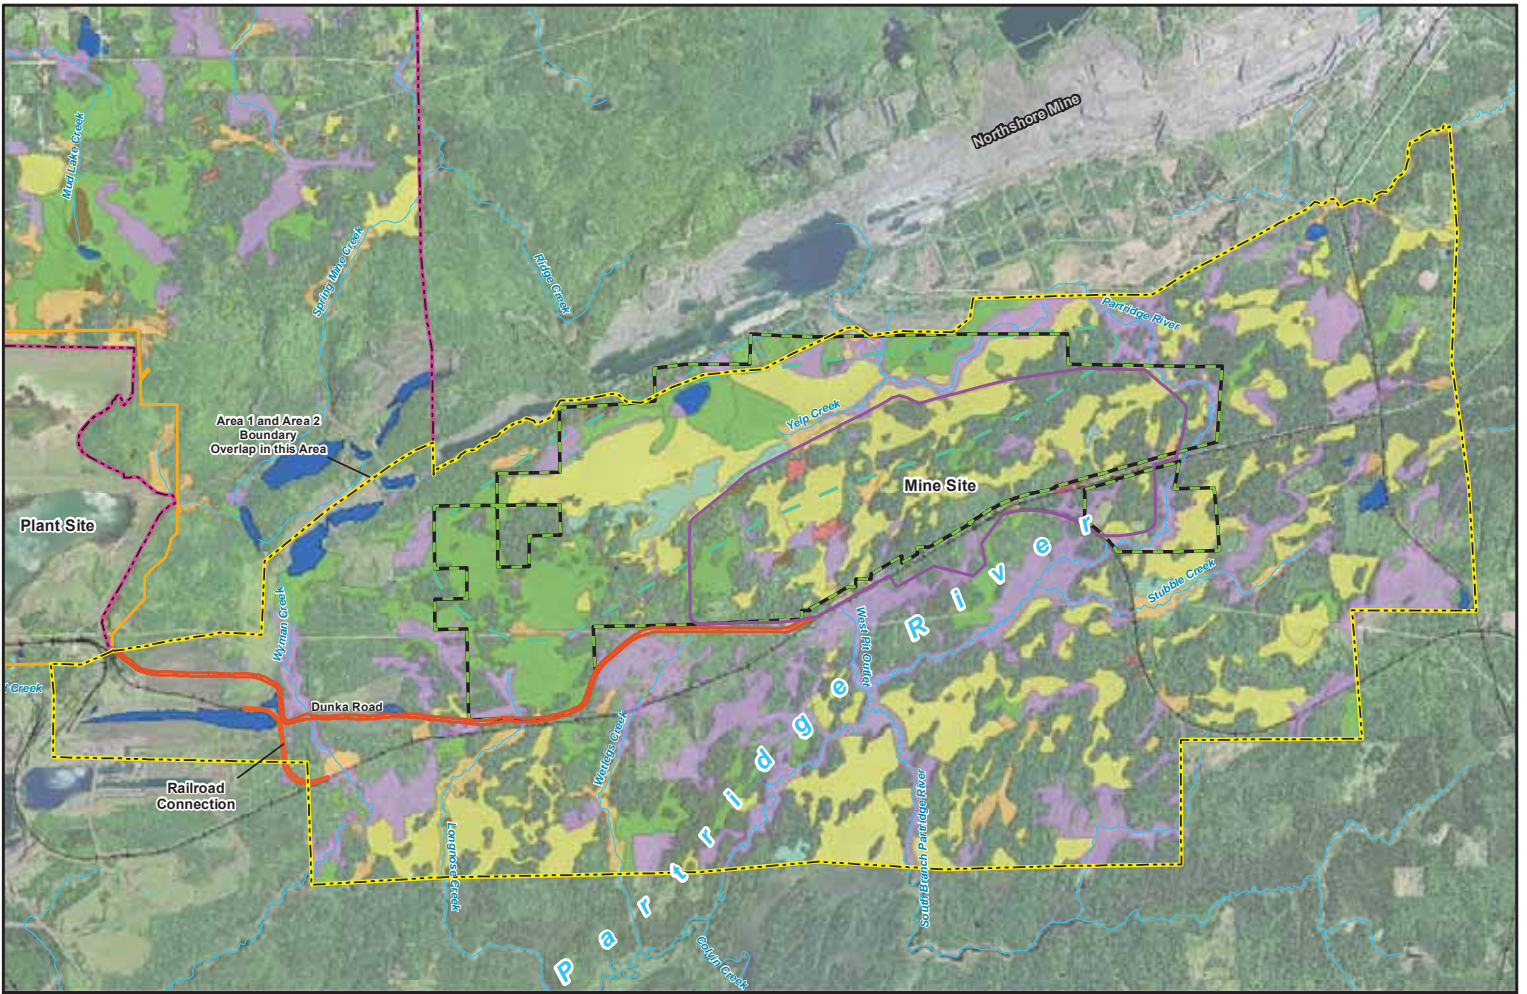 Northshore Mine
Mud Lake Creek
Spring Mine Creek
Ridge Creek
Partridge River
Area 1 and Area 2
Boundary
Overlap in this Area
Yelp Creek
Mine Site
Plant Site
Stubble Creek
Wyman Creek
West Pit Outlet
Creek
Dunka Road
Wetlegs Creek
Railroad
Connection
Longnose Creek
South Branch Partridge River
Partridge River
Colvin Creek